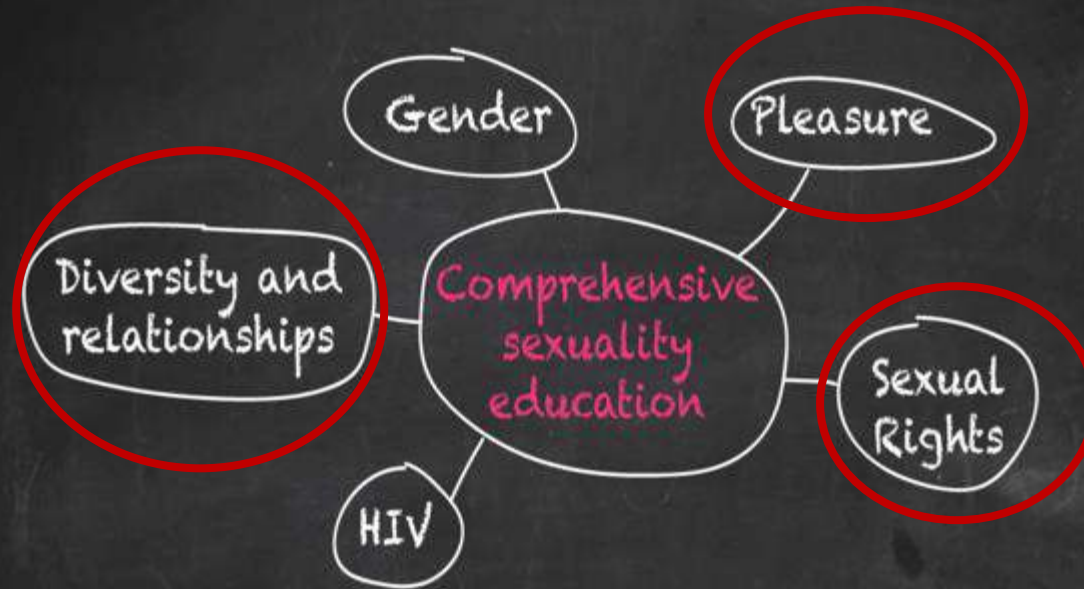 Gender
Pleasure
Diversity and
relationships
Comprehensive
sexuality
education
Sexual
Rights
HIV